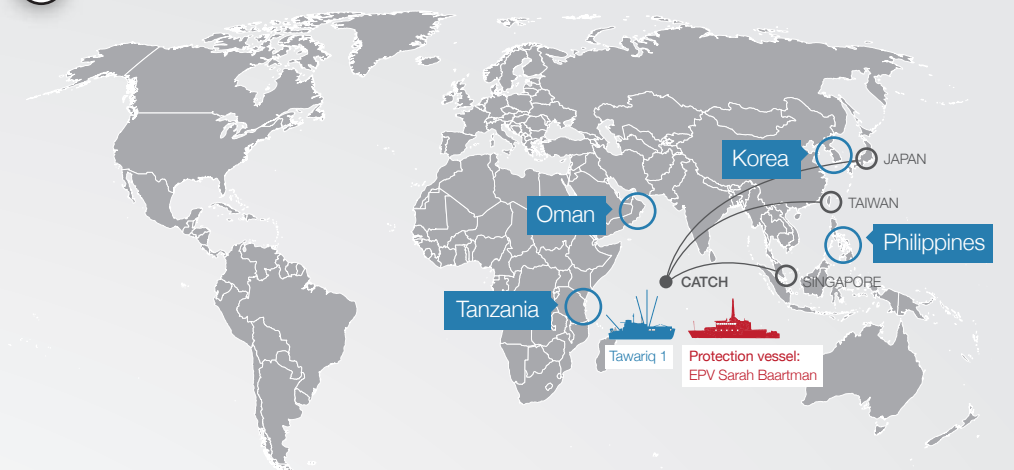 Korea
JAPAN
TAIWAN
Oman
Philippines
CATCH
SINGAPORE
Tanzania
Tawariq 1
Protection vessel:
EPV Sarah Baartman